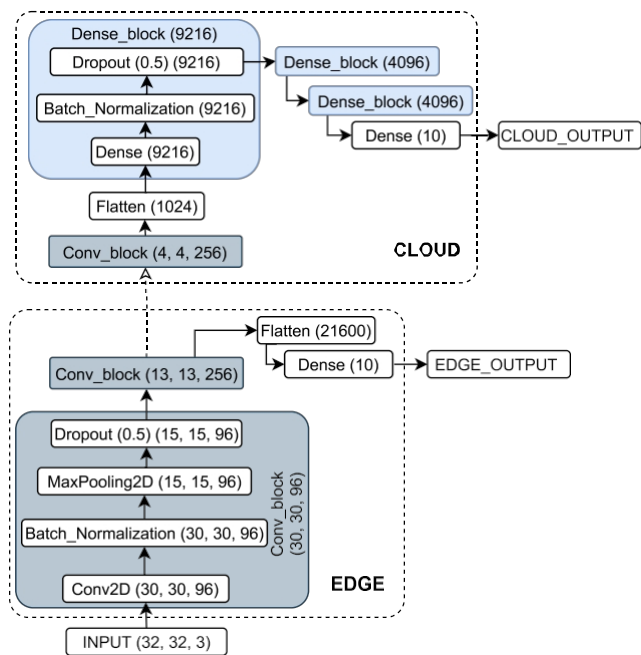 Dense_block (9216)
Dropout (0.5) (9216)
Dense_block (4096)
Batch_Normalization (9216)
Dense_block (4096)
Dense (9216)
Dense (10)
CLOUD_OUTPUT
Flatten (1024)
Conv_block (4, 4, 256)
CLOUD
Flatten (21600)
Conv_block (13, 13, 256)
Dense (10)
EDGE_OUTPUT
Dropout (0.5) (15, 15, 96)
MaxPooling2D (15, 15, 96)
Conv_block
(30, 30, 96)
Batch_Normalization (30, 30, 96)
Conv2D (30, 30, 96)
EDGE
INPUT (32, 32, 3)